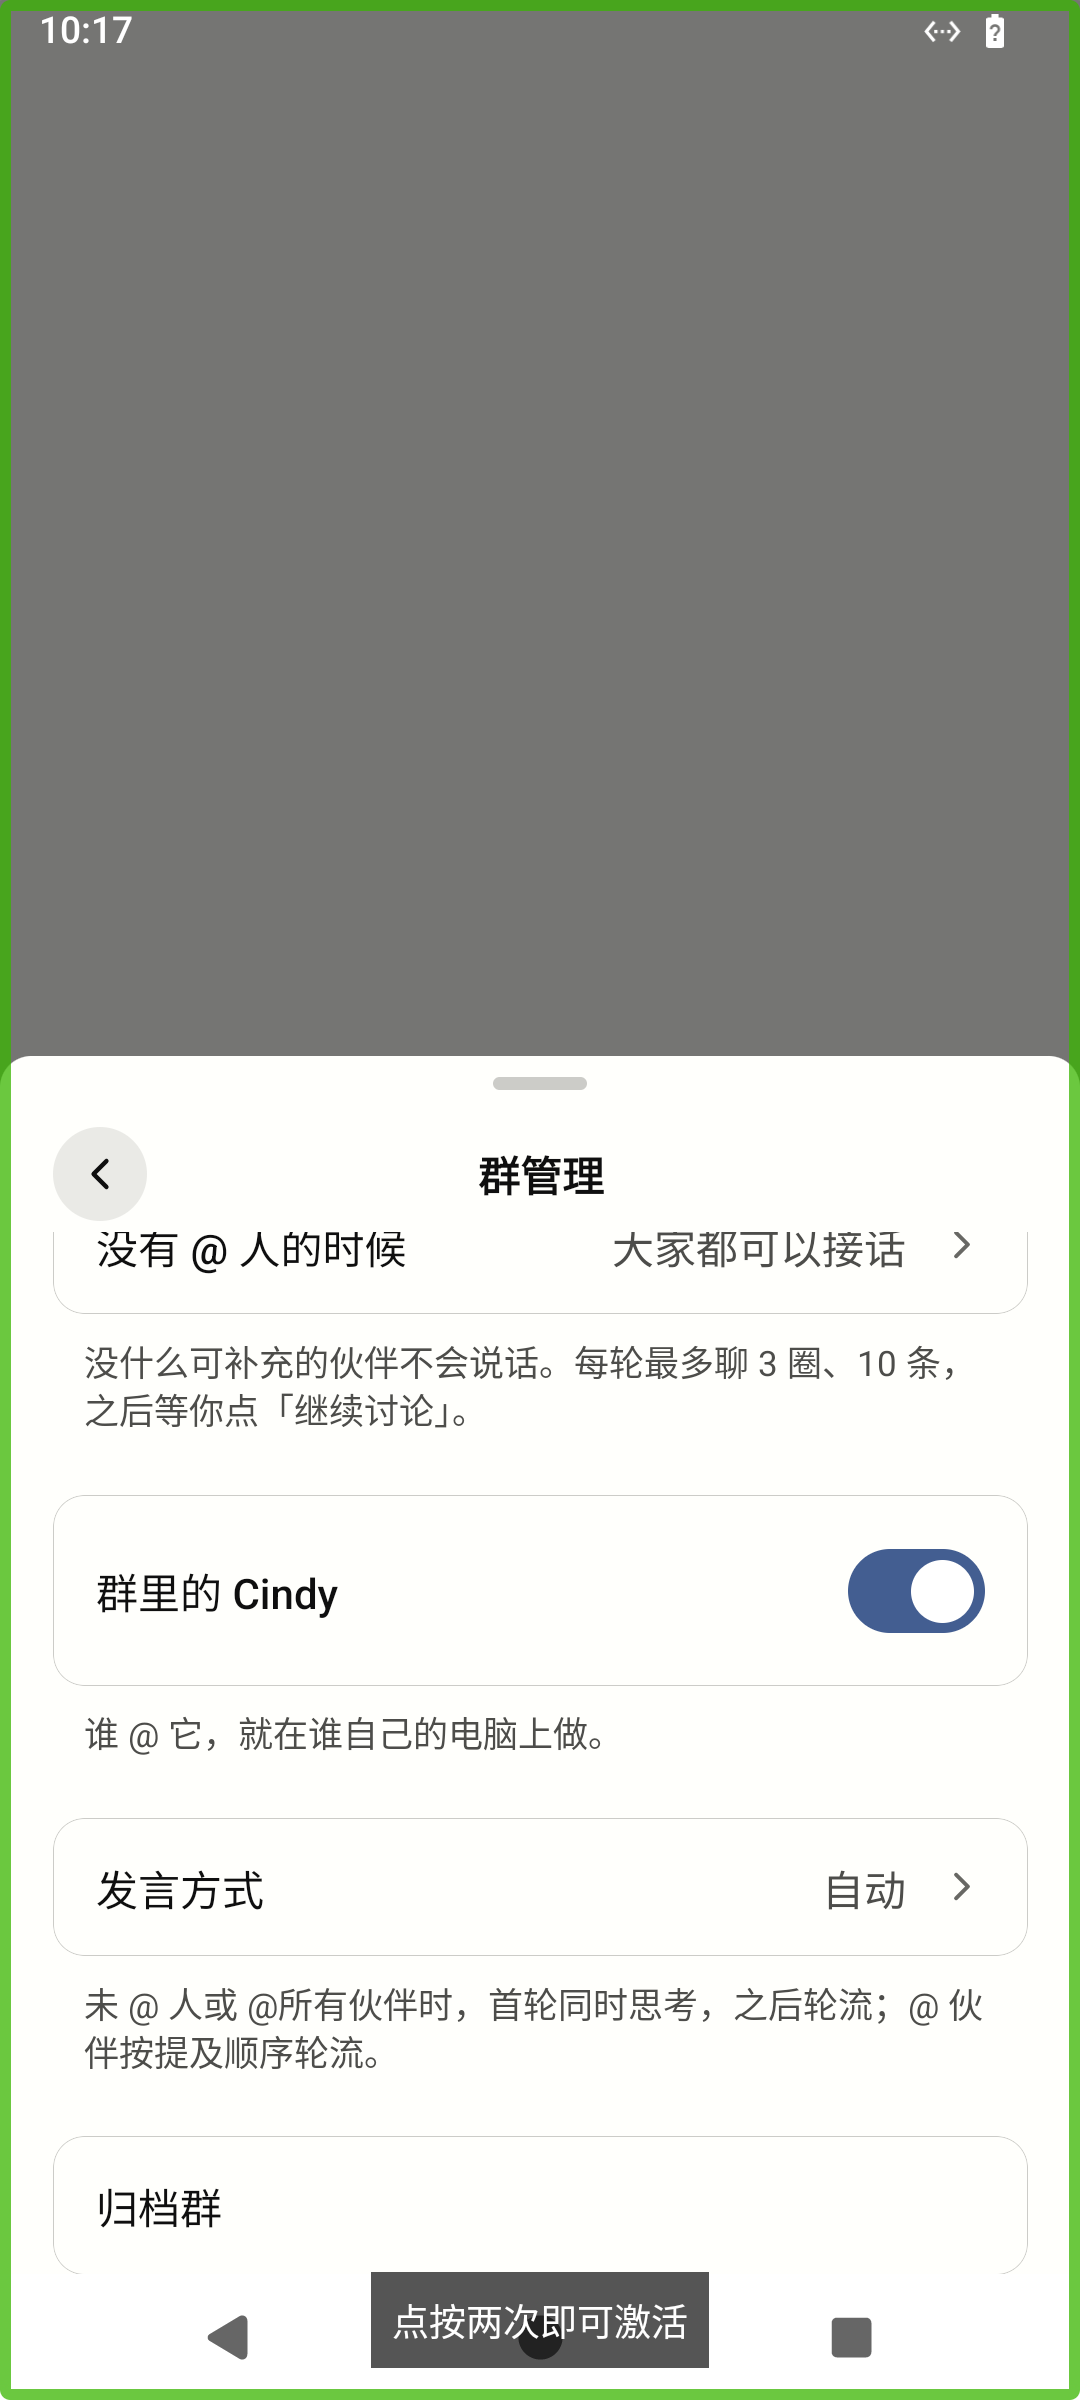 10:17
群管理
没有 @ 人的时候
大家都可以接话
没什么可补充的伙伴不会说话。每轮最多聊 3 圈、10 条，
之后等你点「继续讨论」。
群里的 Cindy
谁 @ 它，就在谁自己的电脑上做。
发言方式
自动
未 @ 人或 @所有伙伴时，首轮同时思考，之后轮流；@ 伙
伴按提及顺序轮流。
归档群
点按两次即可激活